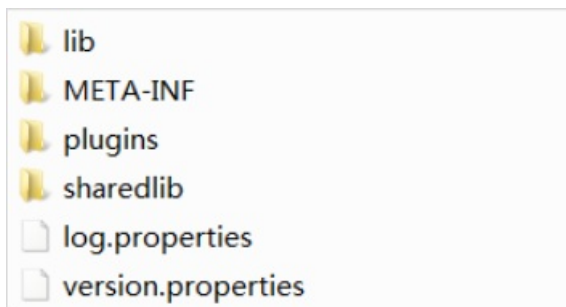 lib
META-INF
plugins
sharedlib
log.properties
version.properties